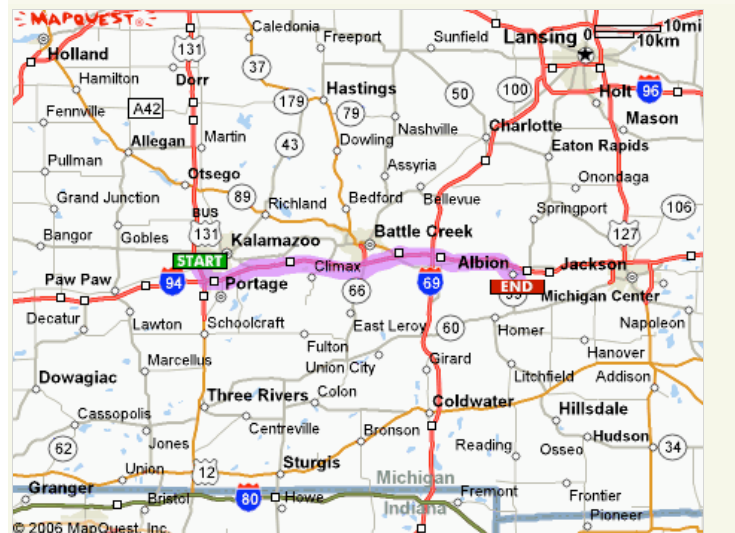 MAPQUEST
10mi
0
10km
Caledonia
Freeport
Sunfield
Lansing
Holland
131
37
Dorr
Hamilton
Hastings
100
Holt
96
179
50
A42
79
Mason
Fennville
Martin
43
Nashville
Charlotte
Allegan
Dowling
Eaton Rapids
Pullman
Otsego
Assyria
Onondaga
Grand Junction
89
Richland
Bedford
Bellevue
Springport
106
BUS
131
127
Bangor
Gobles
Kalamazoo
Battle Creek
START
Climax
Albion
Jackson
Paw Paw
94
Portage
66
69
END
Michigan Center
Decatur
Lawton
Schoolcraft
East Leroy
60
Homer
Napoleon
Fulton
Hanover
Marcellus
Union City
Girard
Litchfield
Addison
Dowagiac
Three Rivers
Colon
Coldwater
Hillsdale
Cassopolis
Centreville
Bronson
Hudson
Jones
Reading
Osseo
34
62
Union
12
Sturgis
Michigan
Granger
Bristol
80
Howe
Indiana
Fremont
Frontier
Pioneer
© 2006 MapQuest, Inc.